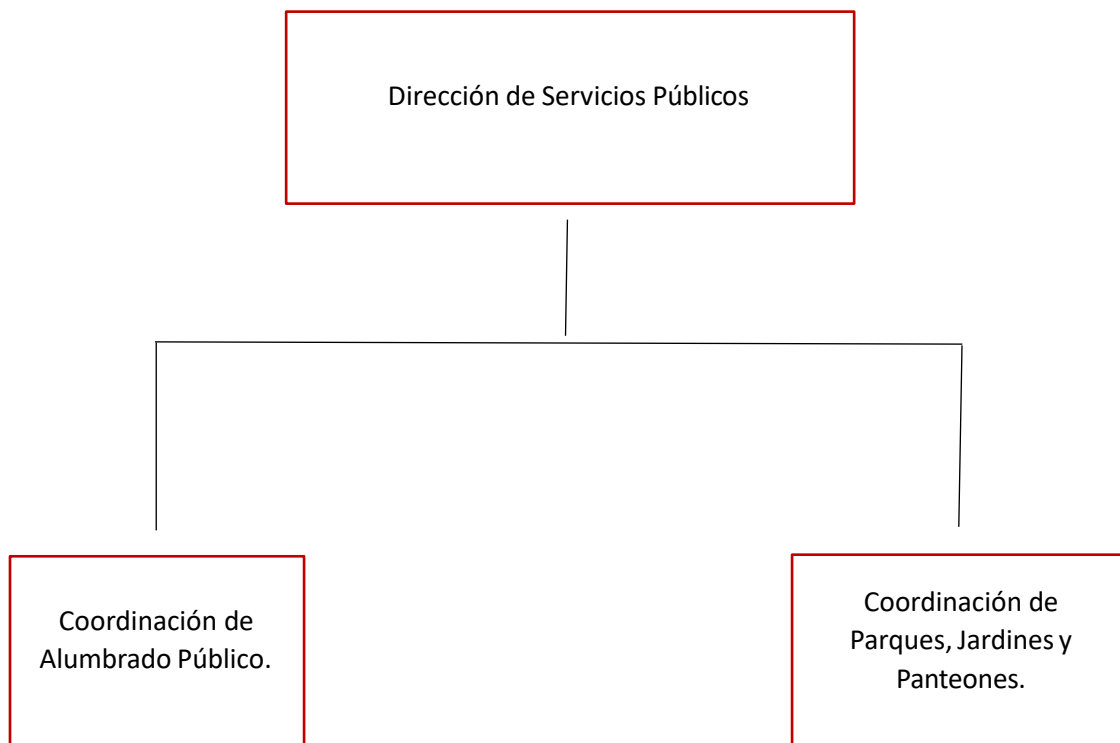 Dirección de Servicios Públicos
Coordinación de
Alumbrado Público.
Coordinación de
Parques, Jardines y
Panteones.